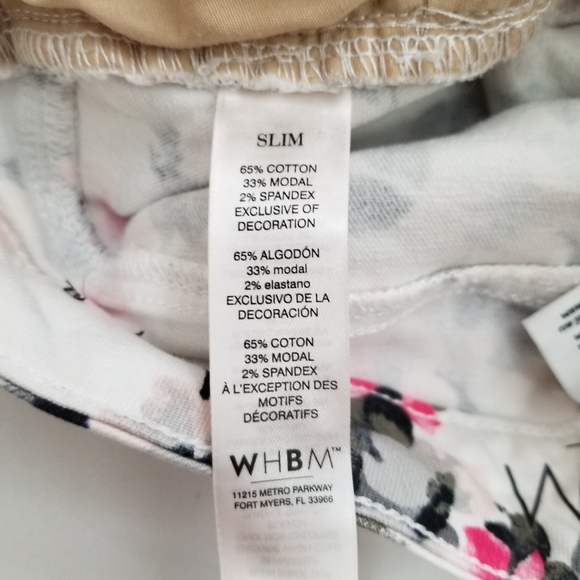 SLIM
65% COTTON
33% MODAL
2% SPANDEX
EXCLUSIVE OF
DECORATION
65% ALGODÓN
33% modal
2% elastano
EXCLUSIVO DE LA
DECORACIÓN
65% COTON
33% MODAL
2% SPANDEX
À L'EXCEPTION DES
MOTIFS
DÉCORATIFS
WHBM™
11215 METRO PARKWAY
FORT MYERS, FL 33966